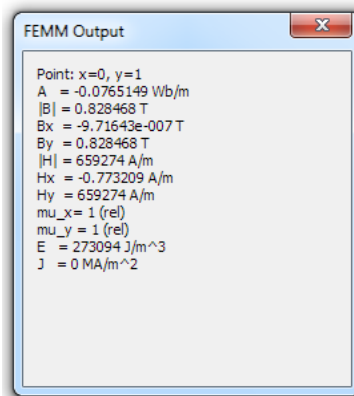 FEMM Output
Point: x=0, y=1
A = -0.0765149 Wb/m
|B| = 0.828468 T
Bx = -9.71643e-007 T
By = 0.828468 T
|H| = 659274 A/m
Hx = -0.773209 A/m
Hy = 659274 A/m
mu_x= 1 (rel)
mu_y = 1 (rel)
E = 273094 J/m^3
J = 0 MA/m^2